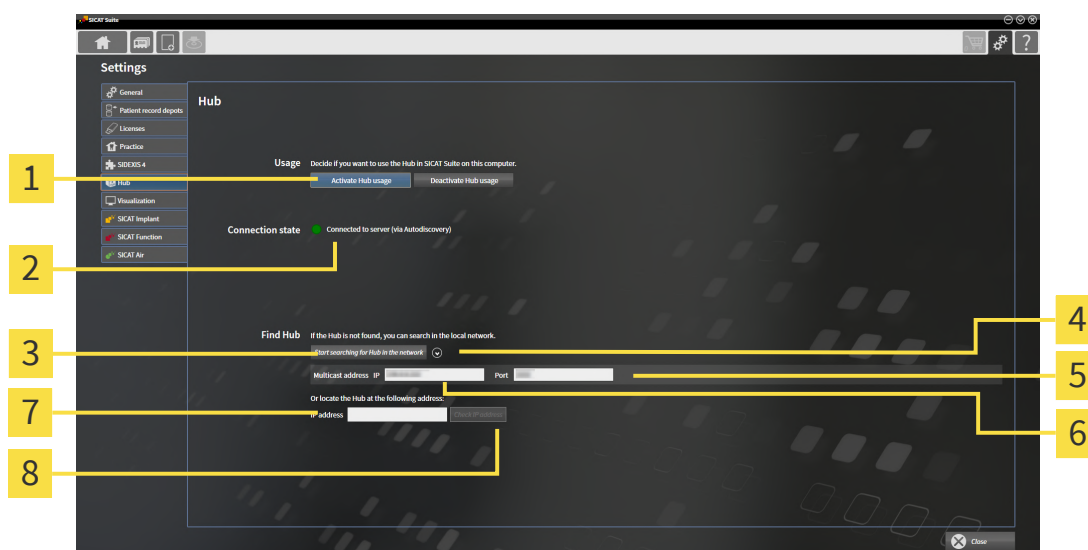 SICAT Suite
?
Settings
General
Patient record depots
Licenses
Practice
SIDEXIS 4
Hub
Visualization
SICAT Implant
SICAT Function
SICAT Air
Hub
Usage Decide if you want to use the Hub in SICAT Suite on this computer.
Activate Hub usage Deactivate Hub usage
Connection state Connected to server (via Autodiscovery)
Find Hub If the Hub is not found, you can search in the local network.
Start searching for Hub in the network
Multicast address IP Port
Or locate the Hub at the following address:
IP address Check IP address
Close
1
2
3
4
5
6
7
8